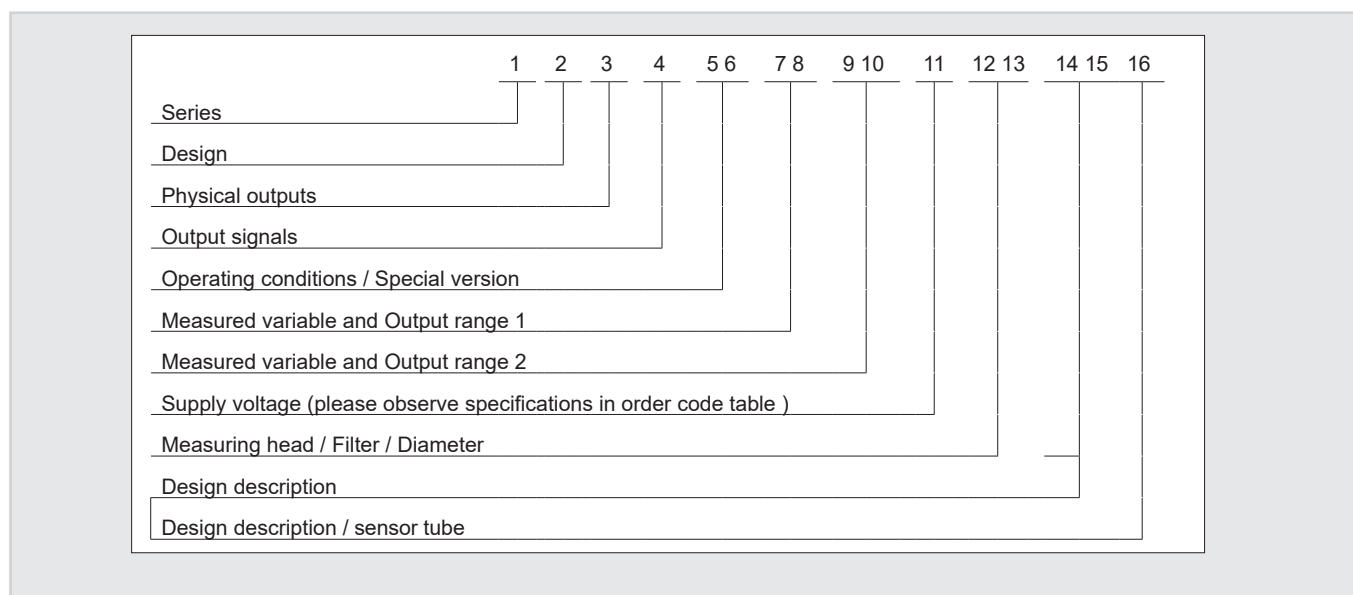 1 2 3 4 5 6 7 8 9 10 11 12 13 14 15 16
Series
Design
Physical outputs
Output signals
Operating conditions / Special version
Measured variable and Output range 1
Measured variable and Output range 2
Supply voltage (please observe specifications in order code table )
Measuring head / Filter / Diameter
Design description
Design description / sensor tube